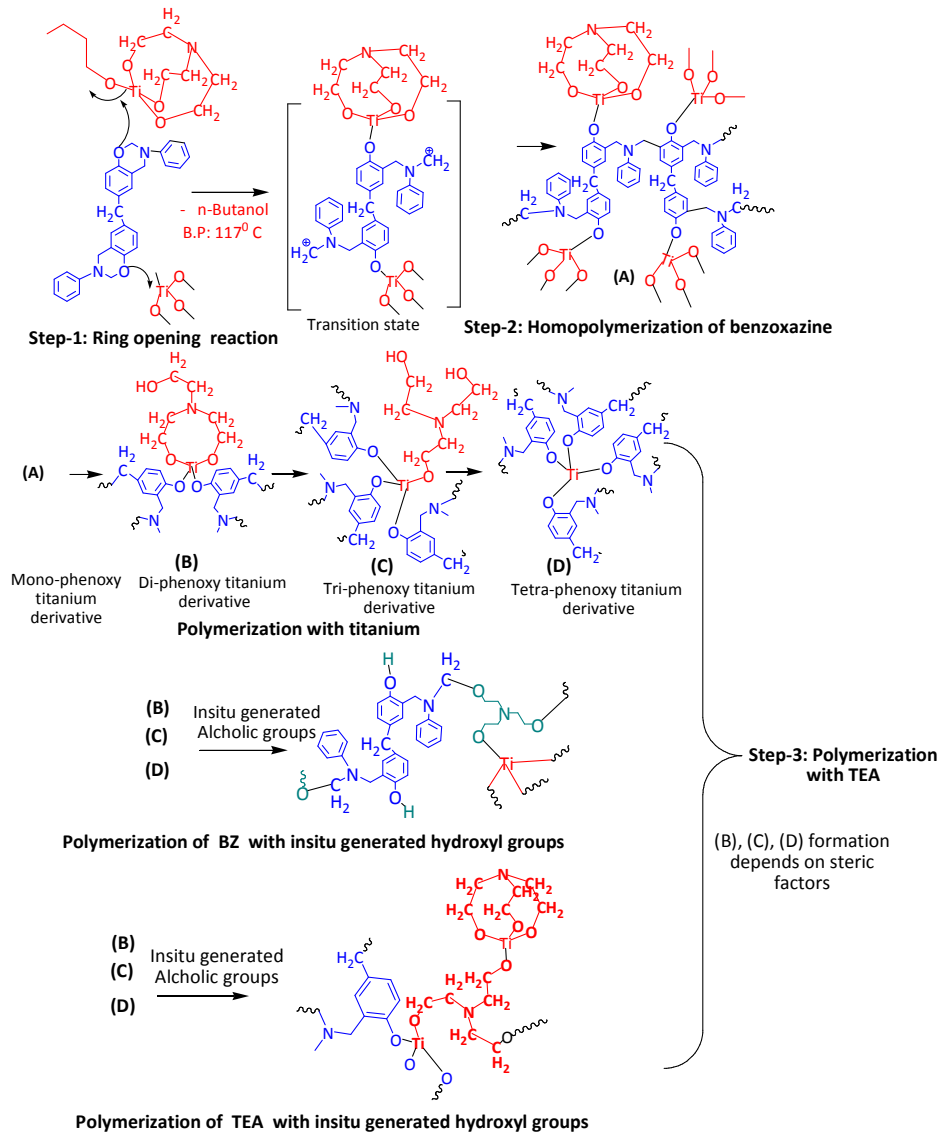 - n-Butanol
B.P: 117⁰ C
Step-1: Ring opening reaction
Transition state
(A)
Step-2: Homopolymerization of benzoxazine
(A)
(B)
(C)
(D)
Mono-phenoxy
titanium
derivative
Di-phenoxy titanium
derivative
Tri-phenoxy titanium
derivative
Tetra-phenoxy titanium
derivative
Polymerization with titanium
(B)
(C)
(D)
Insitu generated
Alcholic groups
Polymerization of BZ with insitu generated hydroxyl groups
Step-3: Polymerization
with TEA
(B), (C), (D) formation
depends on steric
factors
(B)
(C)
(D)
Insitu generated
Alcholic groups
Polymerization of TEA with insitu generated hydroxyl groups